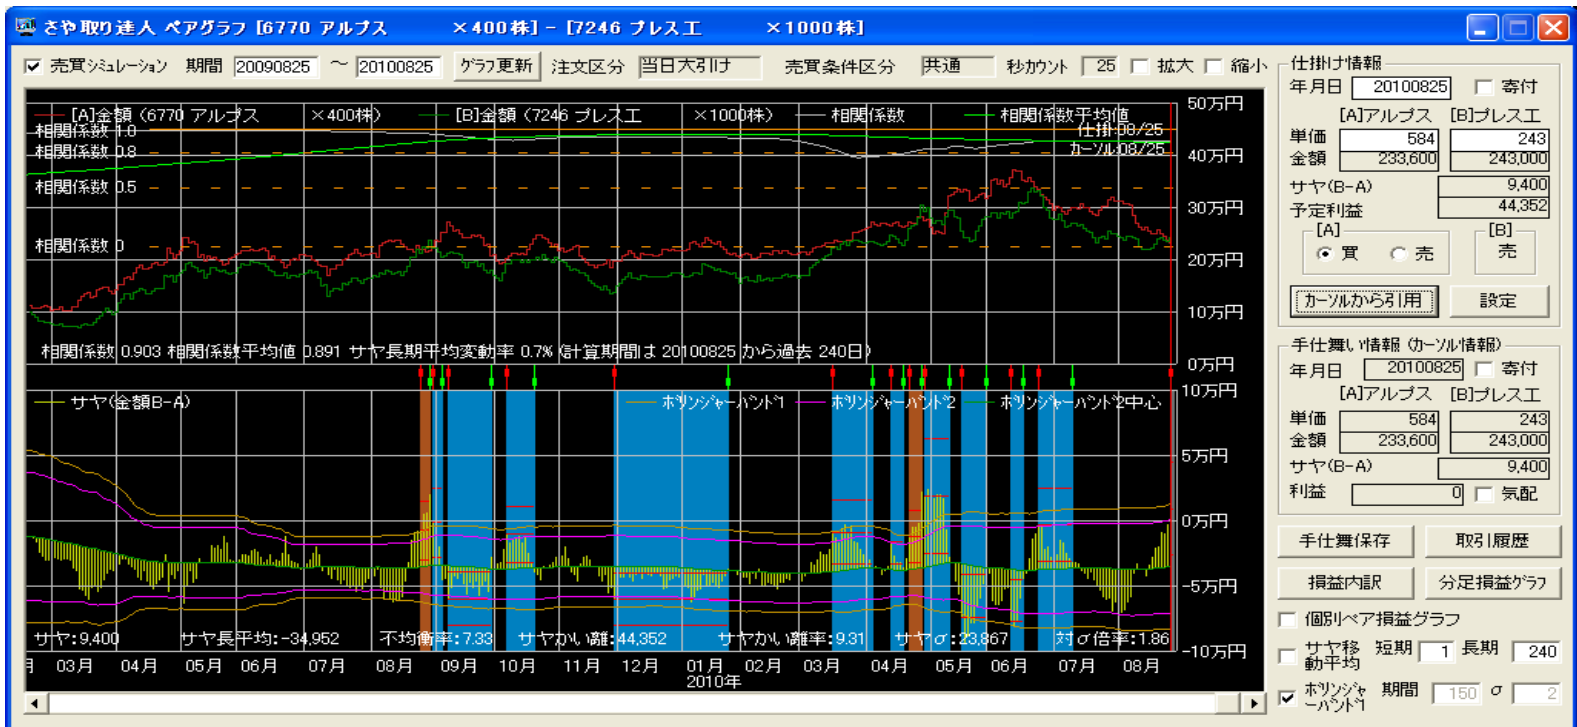 さや取り達人 ペアグラフ [6770 アルプス ×400株] - [7246 プレス工 ×1000株]
売買シミュレーション 期間 20090825 ～ 20100825 グラフ更新 注文区分 当日大引け 売買条件区分 共通 秒カウント 25 拡大 縮小
[A]金額 (6770 アルプス ×400株) [B]金額 (7246 プレス工 ×1000株) 相関係数 相関係数平均値
相関係数 1.0
仕掛:08/25
相関係数 0.8
カーソル:08/25
相関係数 0.5
相関係数 0
50万円
40万円
30万円
20万円
10万円
0万円
相関係数 0.903 相関係数平均値 0.891 サヤ長期平均変動率 0.7% (計算期間は 20100825 から過去 240日)
サヤ(金額B-A) ボリンジャーバンド1 ボリンジャーバンド2 ボリンジャーバンド2中心
10万円
5万円
0万円
-5万円
-10万円
サヤ:9,400 サヤ長平均:-34,952 不均衡率:7.33 サヤかい離:44,352 サヤかい離率:9.31 サヤσ:23,867 対σ倍率:1.86
月 03月 04月 05月 06月 07月 08月 09月 10月 11月 12月 01月 02月 03月 04月 05月 06月 07月 08月
2010年
仕掛け情報
年月日 20100825 寄付
[A]アルプス [B]プレス工
単価 584 243
金額 233,600 243,000
サヤ(B-A) 9,400
予定利益 44,352
[A] [B]
買 売 売
カーソルから引用 設定
手仕舞い情報 (カーソル情報)
年月日 20100825 寄付
[A]アルプス [B]プレス工
単価 584 243
金額 233,600 243,000
サヤ(B-A) 9,400
利益 0 気配
手仕舞保存 取引履歴
損益内訳 分足損益グラフ
個別ペア損益グラフ
サヤ移動平均 短期 1 長期 240
ボリンジャーバンド1 期間 150 σ 2